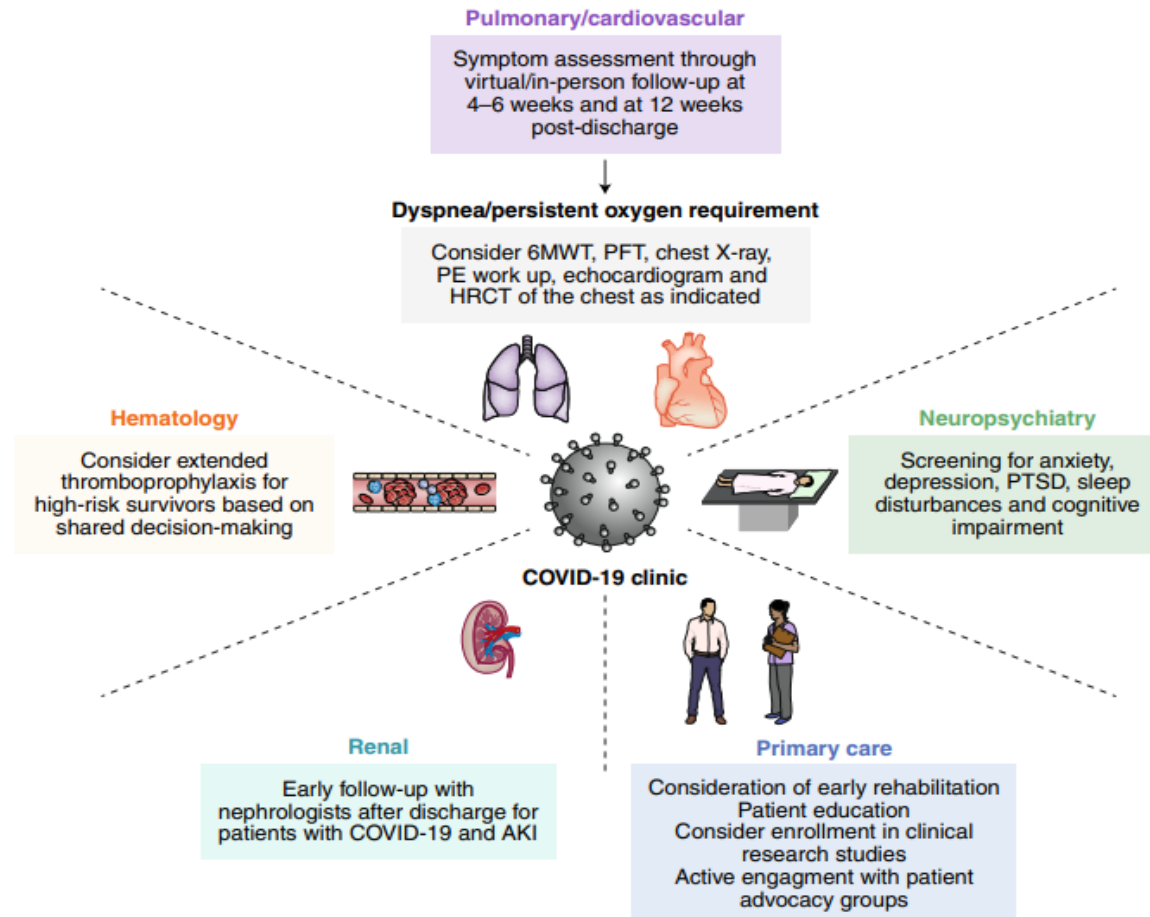 Pulmonary/cardiovascular
Symptom assessment through
virtual/in-person follow-up at
4–6 weeks and at 12 weeks
post-discharge
Dyspnea/persistent oxygen requirement
Consider 6MWT, PFT, chest X-ray,
PE work up, echocardiogram and
HRCT of the chest as indicated
Hematology
Consider extended
thromboprophylaxis for
high-risk survivors based on
shared decision-making
Neuropsychiatry
Screening for anxiety,
depression, PTSD, sleep
disturbances and cognitive
impairment
COVID-19 clinic
Renal
Early follow-up with
nephrologists after discharge for
patients with COVID-19 and AKI
Primary care
Consideration of early rehabilitation
Patient education
Consider enrollment in clinical
research studies
Active engagment with patient
advocacy groups